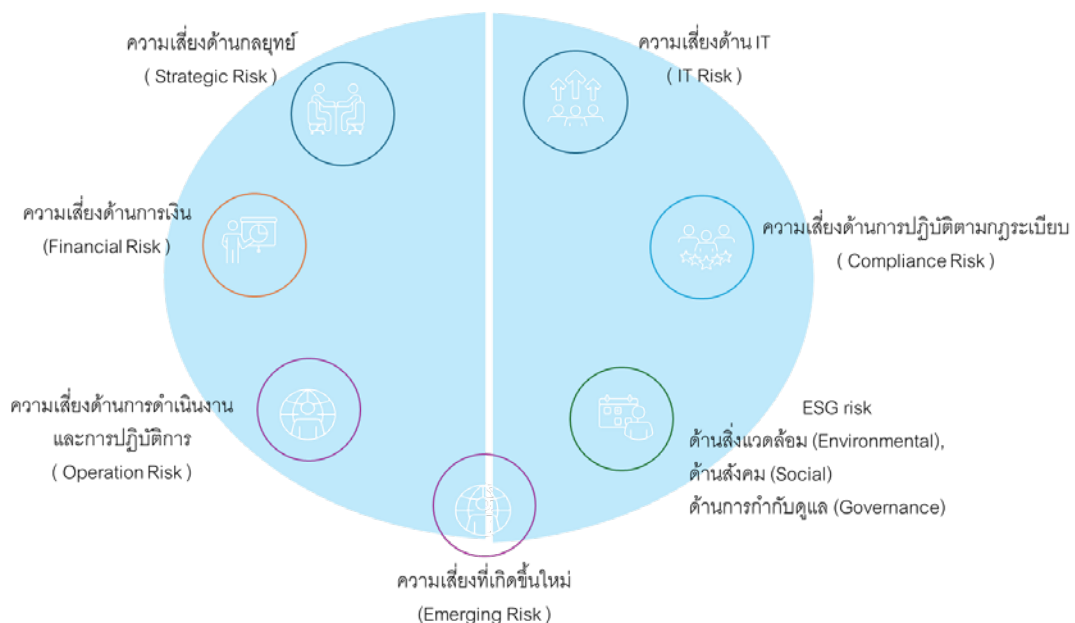 ความเสี่ยงด้านกลยุทย์
( Strategic Risk )
ความเสี่ยงด้าน IT
( IT Risk )
ความเสี่ยงด้านการเงิน
(Financial Risk )
ความเสี่ยงด้านการปฏิบัติตามกฎระเบียบ
( Compliance Risk )
ความเสี่ยงด้านการดำเนินงาน
และการปฏิบัติการ
( Operation Risk )
ESG risk
ด้านสิ่งแวดล้อม (Environmental),
ด้านสังคม (Social)
ด้านการกำกับดูแล (Governance)
ความเสี่ยงที่เกิดขึ้นใหม่
(Emerging Risk )